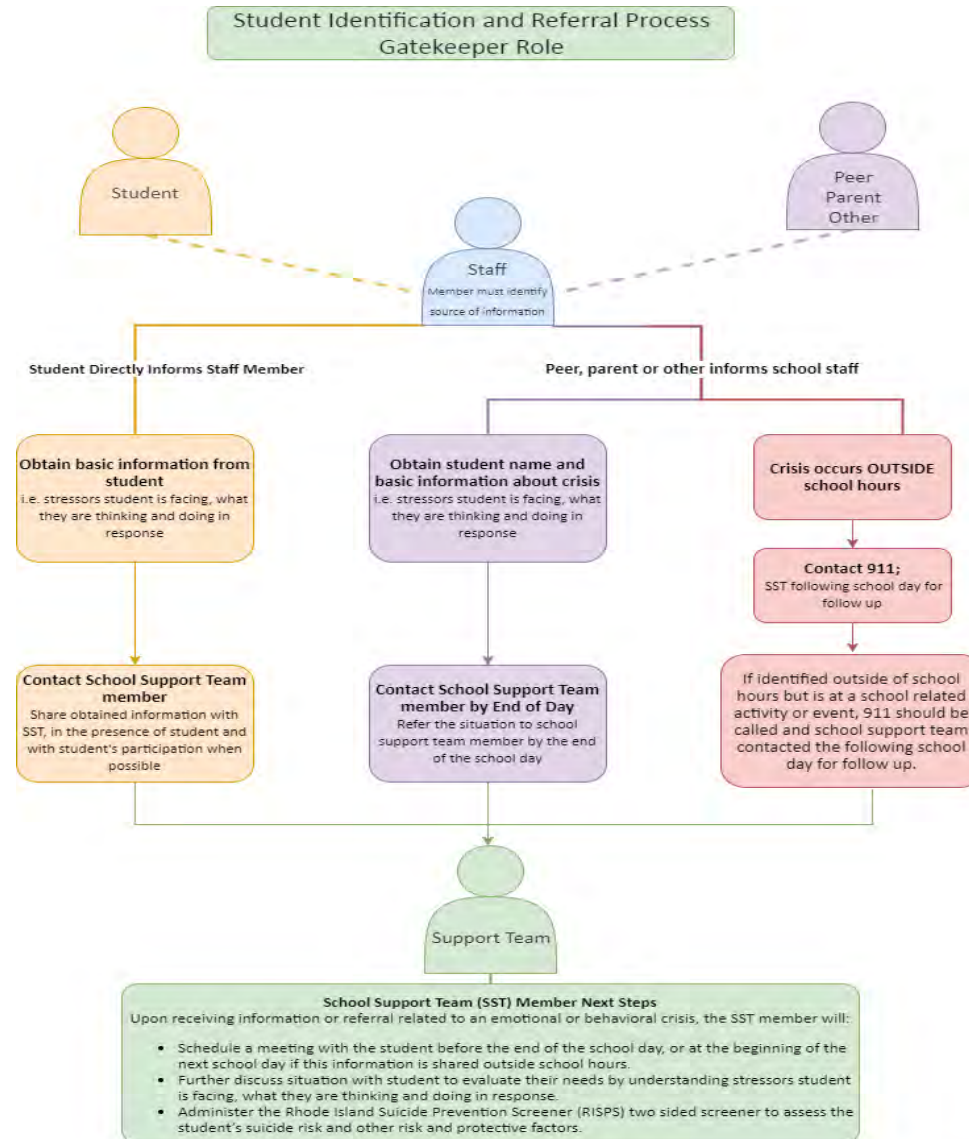 Student Identification and Referral Process
Gatekeeper Role
Student
Peer
Parent
Other
Staff
Member must identify
source of information
Student Directly Informs Staff Member
Peer, parent or other informs school staff
Obtain basic information from
student
i.e. stressors student is facing, what
they are thinking and doing in
response
Obtain student name and
basic information about crisis
i.e. stressors student is facing, what
they are thinking and doing in
response
Crisis occurs OUTSIDE
school hours
Contact 911;
SST following school day for
follow up
Contact School Support Team
member
Share obtained information with
SST, in the presence of student and
with student's participation when
possible
Contact School Support Team
member by End of Day
Refer the situation to school
support team member by the end
of the school day
If identified outside of school
hours but is at a school related
activity or event, 911 should be
called and school support team
contacted the following school
day for follow up.
Support Team
School Support Team (SST) Member Next Steps
Upon receiving information or referral related to an emotional or behavioral crisis, the SST member will:
• Schedule a meeting with the student before the end of the school day, or at the beginning of the
next school day if this information is shared outside school hours.
• Further discuss situation with student to evaluate their needs by understanding stressors student
is facing, what they are thinking and doing in response.
• Administer the Rhode Island Suicide Prevention Screener (RISPS) two sided screener to assess the
student's suicide risk and other risk and protective factors.